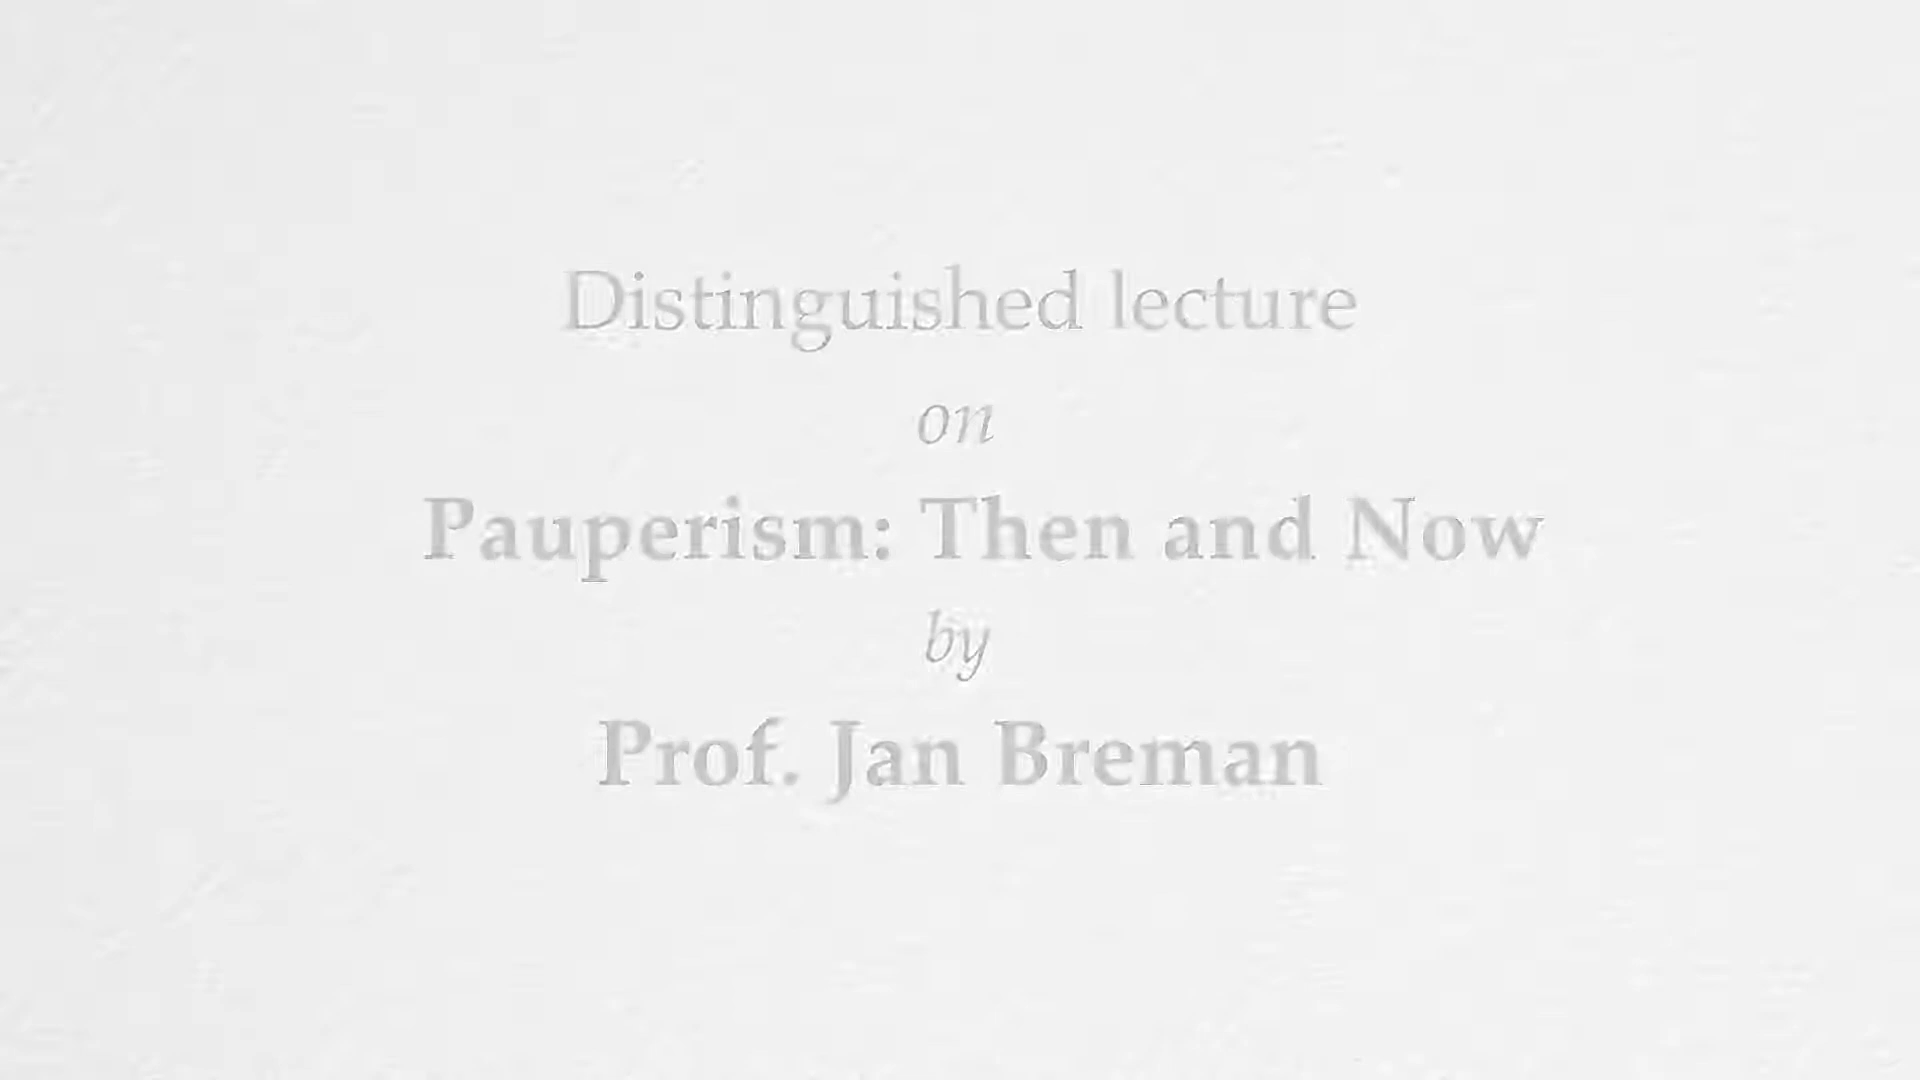 Distinguished lecture
on
Pauperism: Then and Now
by
Prof. Jan Breman